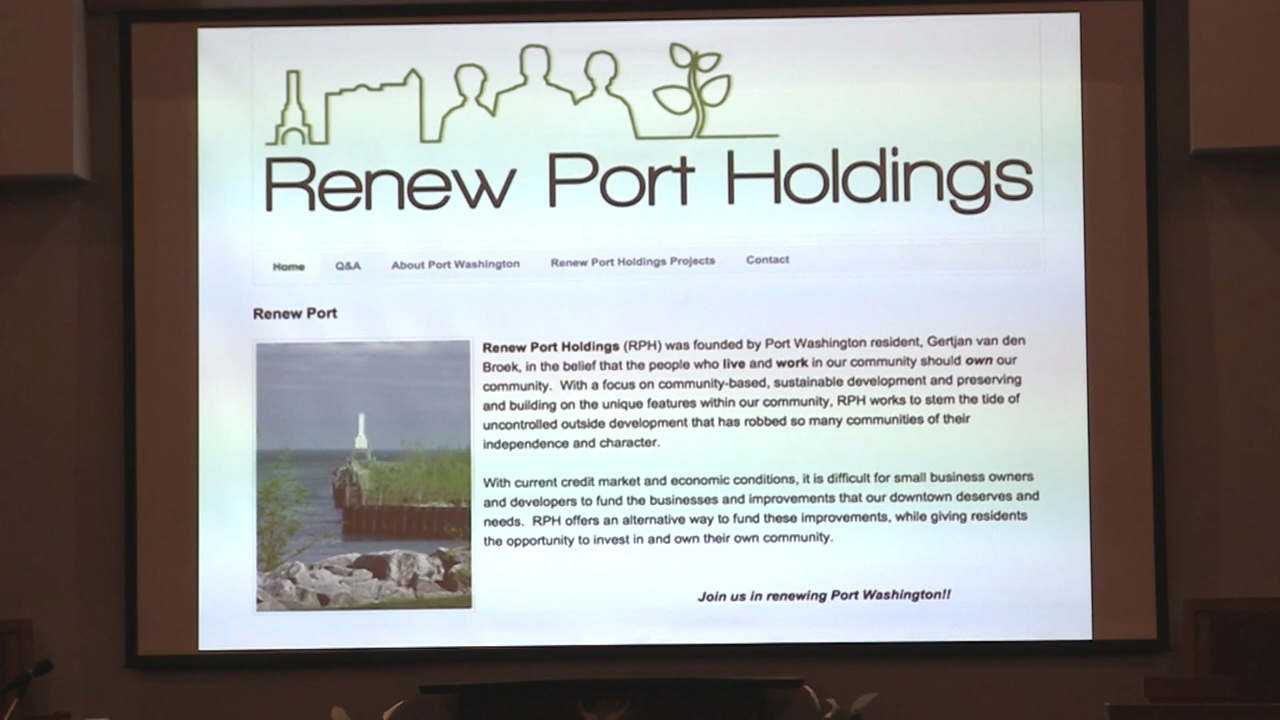 Renew Port Holdings
Home Q&A About Port Washington Renew Port Holdings Projects Contact
Renew Port
Renew Port Holdings (RPH) was founded by Port Washington resident, Gertjan van den
Broek, in the belief that the people who live and work in our community should own our
community. With a focus on community-based, sustainable development and preserving
and building on the unique features within our community, RPH works to stem the tide of
uncontrolled outside development that has robbed so many communities of their
independence and character.
With current credit market and economic conditions, it is difficult for small business owners
and developers to fund the businesses and improvements that our downtown deserves and
needs. RPH offers an alternative way to fund these improvements, while giving residents
the opportunity to invest in and own their own community.
Join us in renewing Port Washington!!